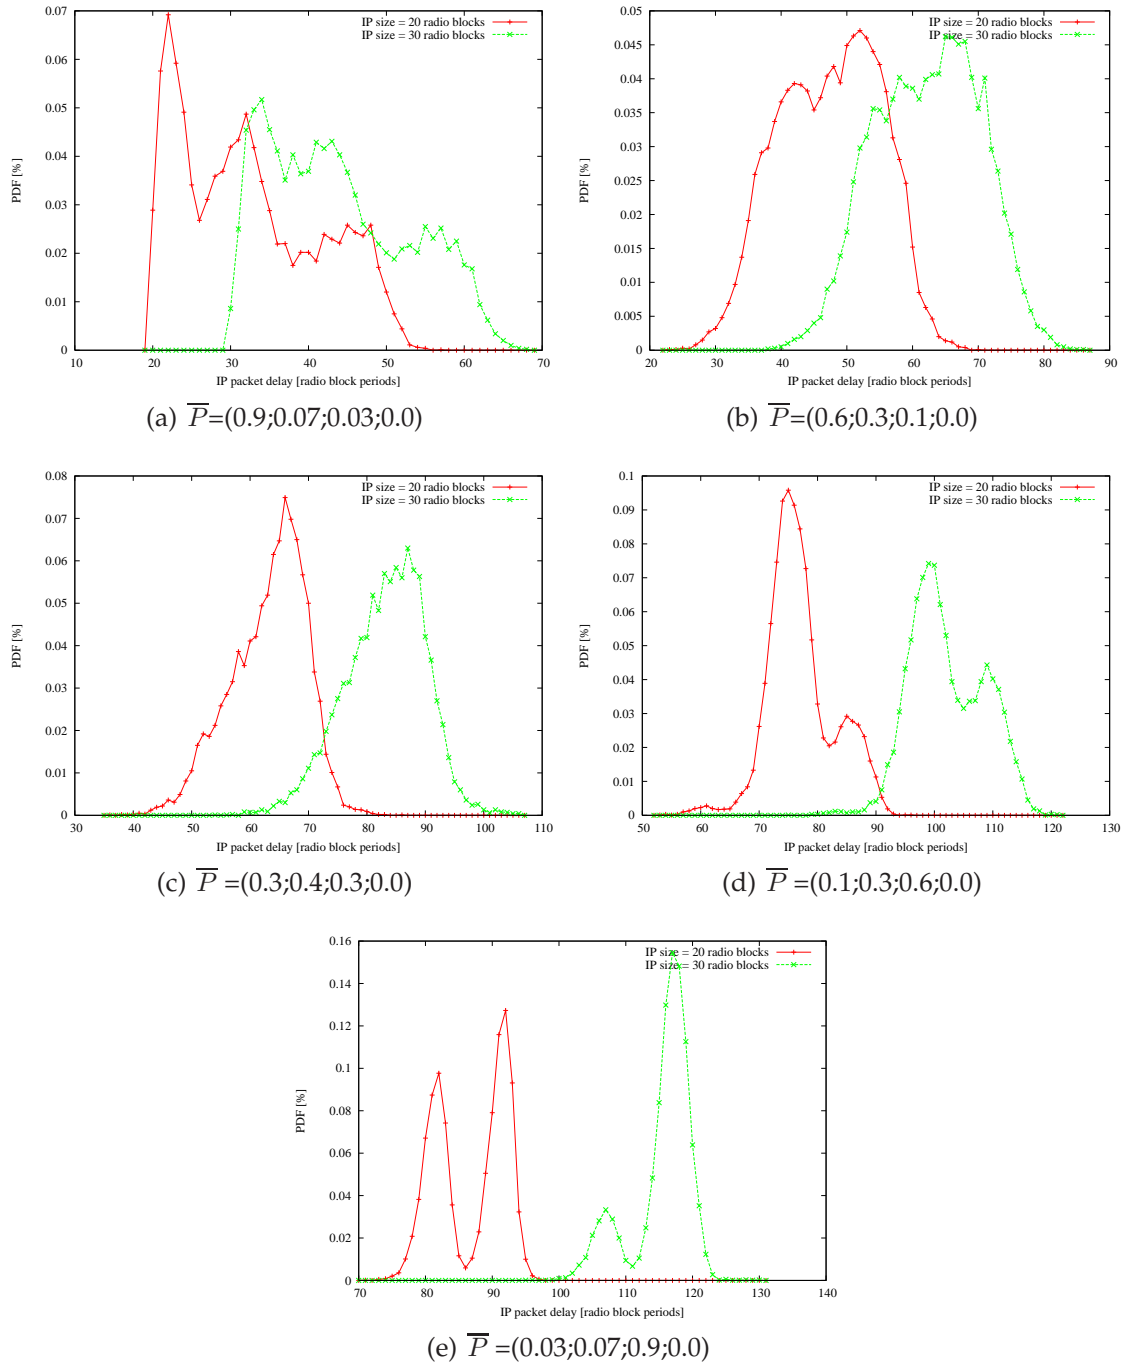 IP size = 20 radio blocks
IP size = 30 radio blocks
0.07
0.06
0.05
0.04
0.03
0.02
0.01
0
PDF [%]
10 20 30 40 50 60 70
IP packet delay [radio block periods]
(a) P=(0.9;0.07;0.03;0.0)
IP size = 20 radio blocks
IP size = 30 radio blocks
0.05
0.045
0.04
0.035
0.03
0.025
0.02
0.015
0.01
0.005
0
PDF [%]
20 30 40 50 60 70 80 90
IP packet delay [radio block periods]
(b) P=(0.6;0.3;0.1;0.0)
IP size = 20 radio blocks
IP size = 30 radio blocks
0.08
0.07
0.06
0.05
0.04
0.03
0.02
0.01
0
PDF [%]
30 40 50 60 70 80 90 100 110
IP packet delay [radio block periods]
(c) P =(0.3;0.4;0.3;0.0)
IP size = 20 radio blocks
IP size = 30 radio blocks
0.1
0.09
0.08
0.07
0.06
0.05
0.04
0.03
0.02
0.01
0
PDF [%]
50 60 70 80 90 100 110 120 130
IP packet delay [radio block periods]
(d) P =(0.1;0.3;0.6;0.0)
IP size = 20 radio blocks
IP size = 30 radio blocks
0.16
0.14
0.12
0.1
0.08
0.06
0.04
0.02
0
PDF [%]
70 80 90 100 110 120 130 140
IP packet delay [radio block periods]
(e) P =(0.03;0.07;0.9;0.0)